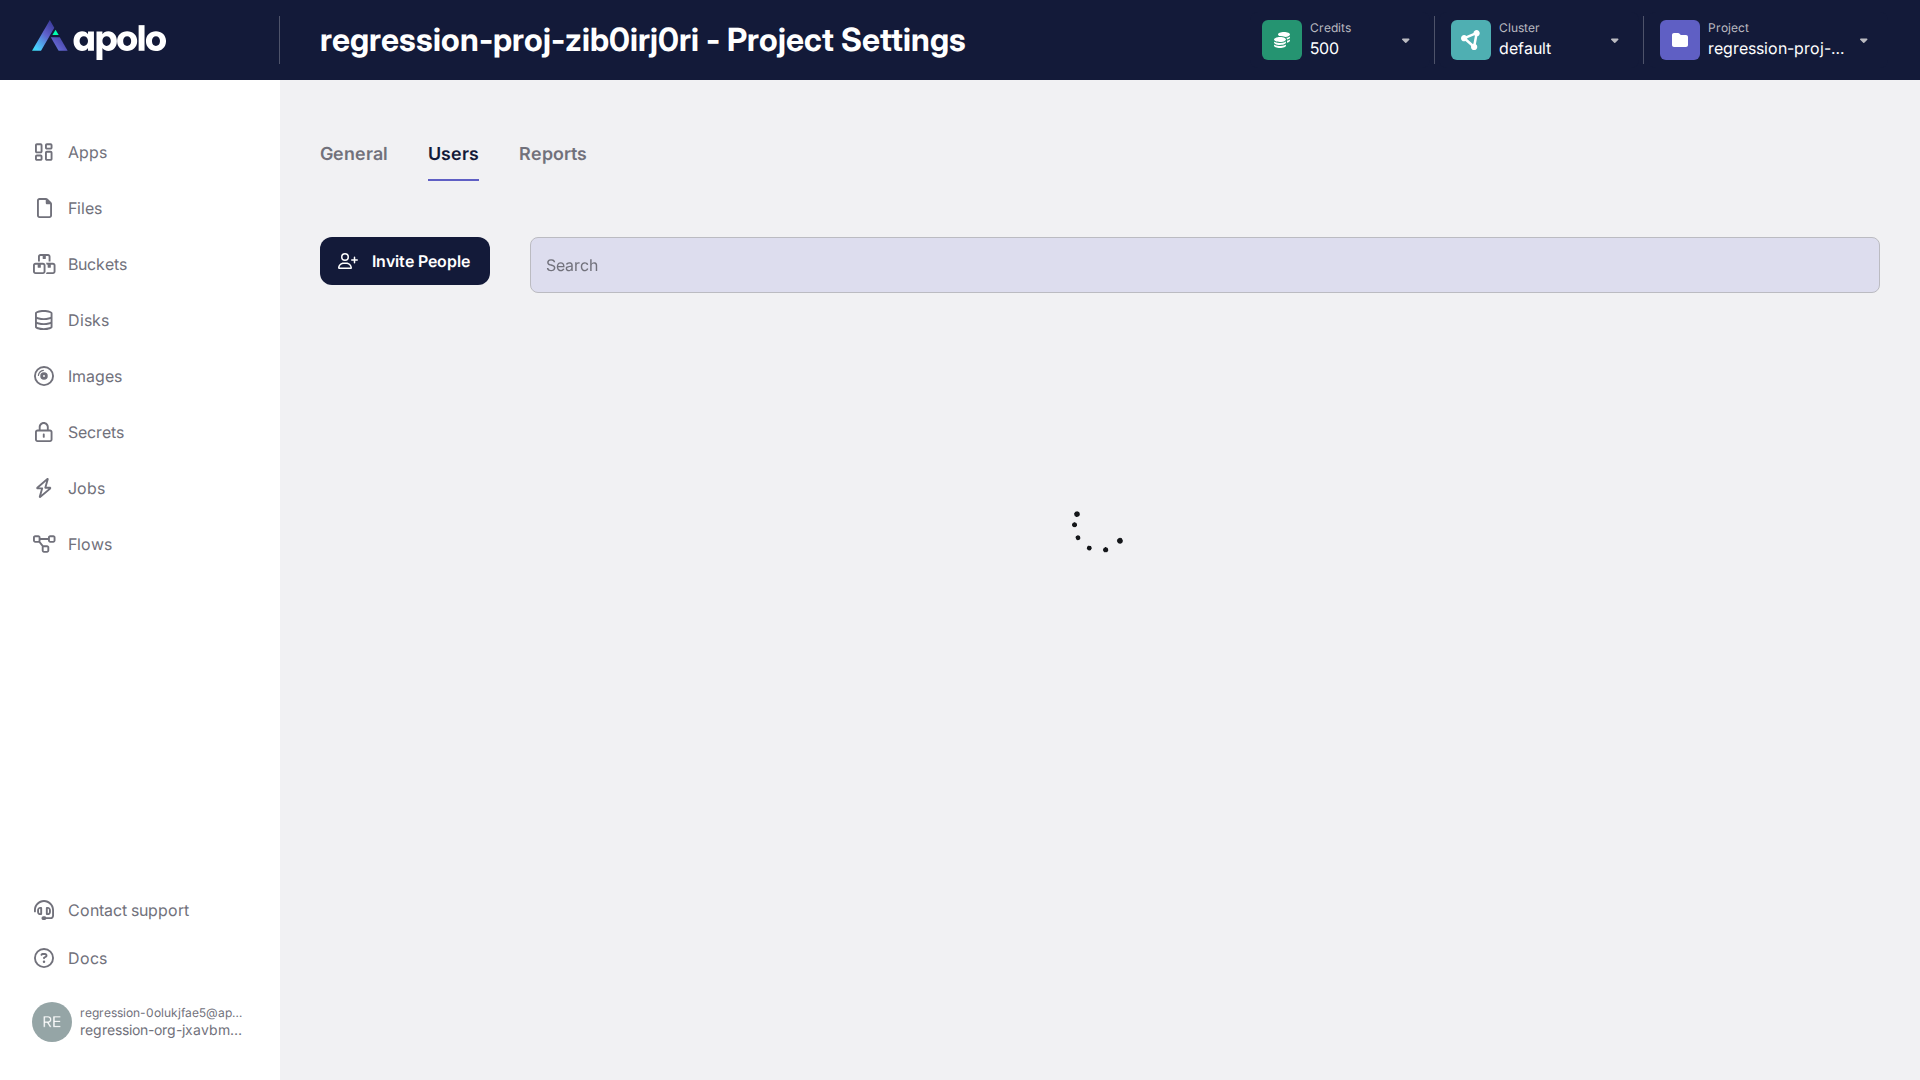 apolo
regression-proj-zib0irj0ri - Project Settings
Credits
500
Cluster
default
Project
regression-proj-...
Apps
Files
Buckets
Disks
Images
Secrets
Jobs
Flows
General
Users
Reports
Invite People
Search
Contact support
Docs
RE
regression-0olukjfae5@ap...
regression-org-jxavbm...